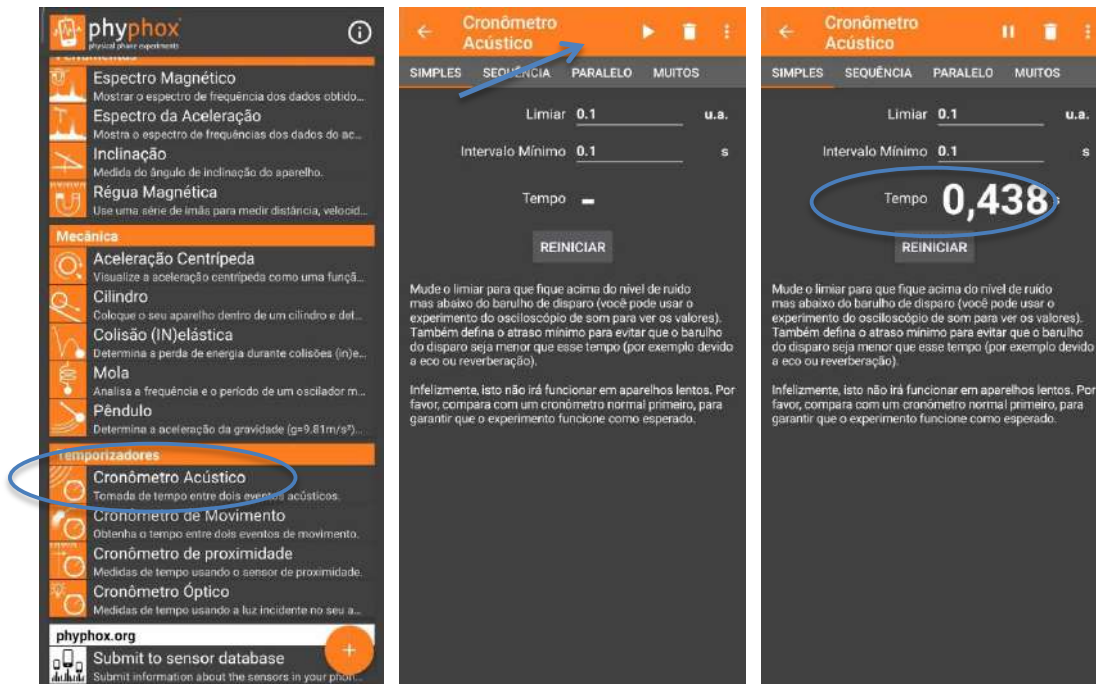 phyphox
physical phone experiments
Ferramentas
Espectro Magnético
Mostrar o espectro de frequência dos dados obtido...
Espectro da Aceleração
Mostra o espectro de frequências dos dados do ac...
Inclinação
Medida do ângulo de inclinação do aparelho.
Régua Magnética
Use uma série de imãs para medir distância, velocid...
Mecânica
Aceleração Centrípeda
Visualize a aceleração centrípeda como uma funçã...
Cilindro
Coloque o seu aparelho dentro de um cilindro e det...
Colisão (IN)elástica
Determina a perda de energia durante colisões (in)e...
Mola
Analisa a frequência e o período de um oscilador m...
Pêndulo
Determina a aceleração da gravidade (g=9.81m/s²)...
Temporizadores
Cronômetro Acústico
Tomada de tempo entre dois eventos acústicos.
Cronômetro de Movimento
Obtenha o tempo entre dois eventos de movimento.
Cronômetro de proximidade
Medidas de tempo usando o sensor de proximidade.
Cronômetro Óptico
Medidas de tempo usando a luz incidente no seu a...
phyphox.org
Submit to sensor database
Submit information about the sensors in your phon...
Cronômetro
Acústico
SIMPLES SEQUÊNCIA PARALELO MUITOS
Limiar 0.1 u.a.
Intervalo Mínimo 0.1 s
Tempo –
REINICIAR
Mude o limiar para que fique acima do nível de ruído
mas abaixo do barulho de disparo (você pode usar o
experimento do osciloscópio de som para ver os valores).
Também defina o atraso mínimo para evitar que o barulho
do disparo seja menor que esse tempo (por exemplo devido
a eco ou reverberação).
Infelizmente, isto não irá funcionar em aparelhos lentos. Por
favor, compara com um cronômetro normal primeiro, para
garantir que o experimento funcione como esperado.
Cronômetro
Acústico
SIMPLES SEQUÊNCIA PARALELO MUITOS
Limiar 0.1 u.a.
Intervalo Mínimo 0.1 s
Tempo 0,438 s
REINICIAR
Mude o limiar para que fique acima do nível de ruído
mas abaixo do barulho de disparo (você pode usar o
experimento do osciloscópio de som para ver os valores).
Também defina o atraso mínimo para evitar que o barulho
do disparo seja menor que esse tempo (por exemplo devido
a eco ou reverberação).
Infelizmente, isto não irá funcionar em aparelhos lentos. Por
favor, compara com um cronômetro normal primeiro, para
garantir que o experimento funcione como esperado.